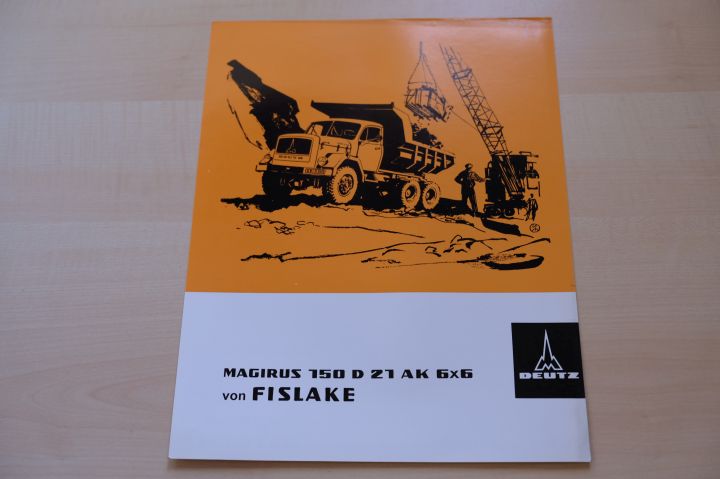 MAGIRUS 150 D 21 AK 6x6
von FISLAKE
DEUTZ